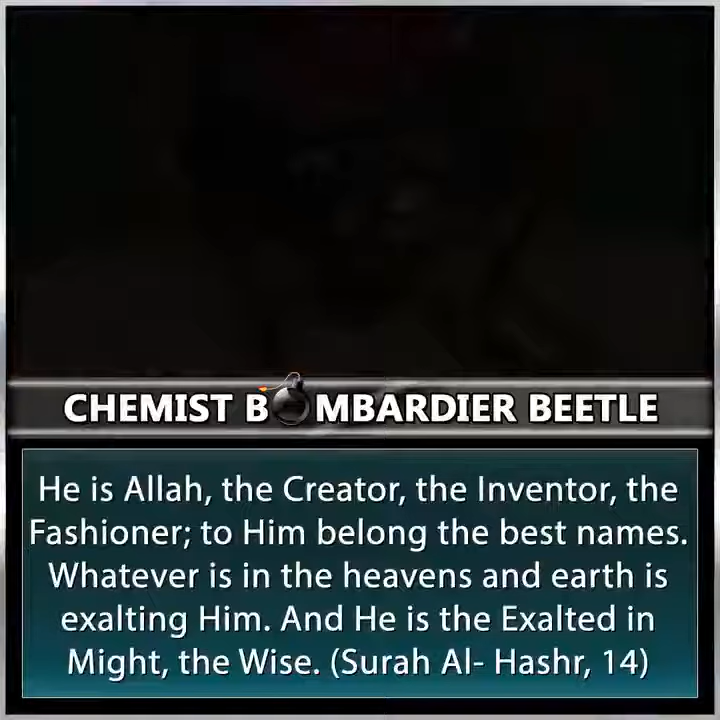 CHEMIST BOMBARDIER BEETLE
He is Allah, the Creator, the Inventor, the
Fashioner; to Him belong the best names.
Whatever is in the heavens and earth is
exalting Him. And He is the Exalted in
Might, the Wise. (Surah Al- Hashr, 14)